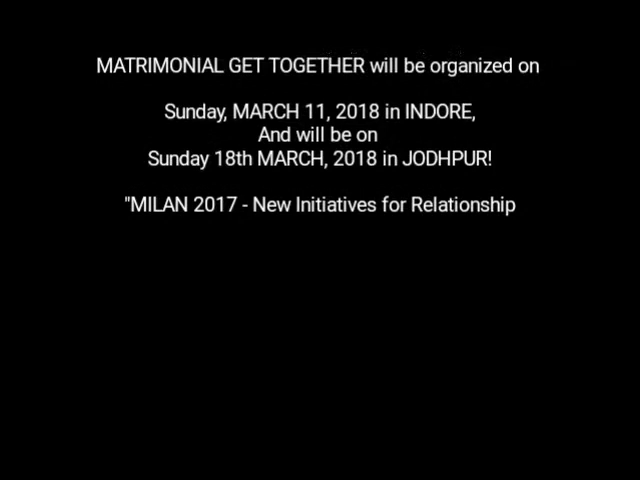 MATRIMONIAL GET TOGETHER will be organized on
Sunday, MARCH 11, 2018 in INDORE,
And will be on
Sunday 18th MARCH, 2018 in JODHPUR!
"MILAN 2017 - New Initiatives for Relationship